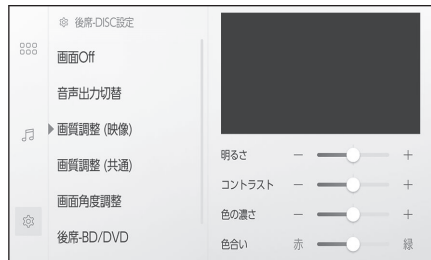 後席-DISC設定
画面Off
音声出力切替
画質調整 (映像)
画質調整 (共通)
画面角度調整
後席-BD/DVD
明るさ － ＋
コントラスト － ＋
色の濃さ － ＋
色合い 赤 緑